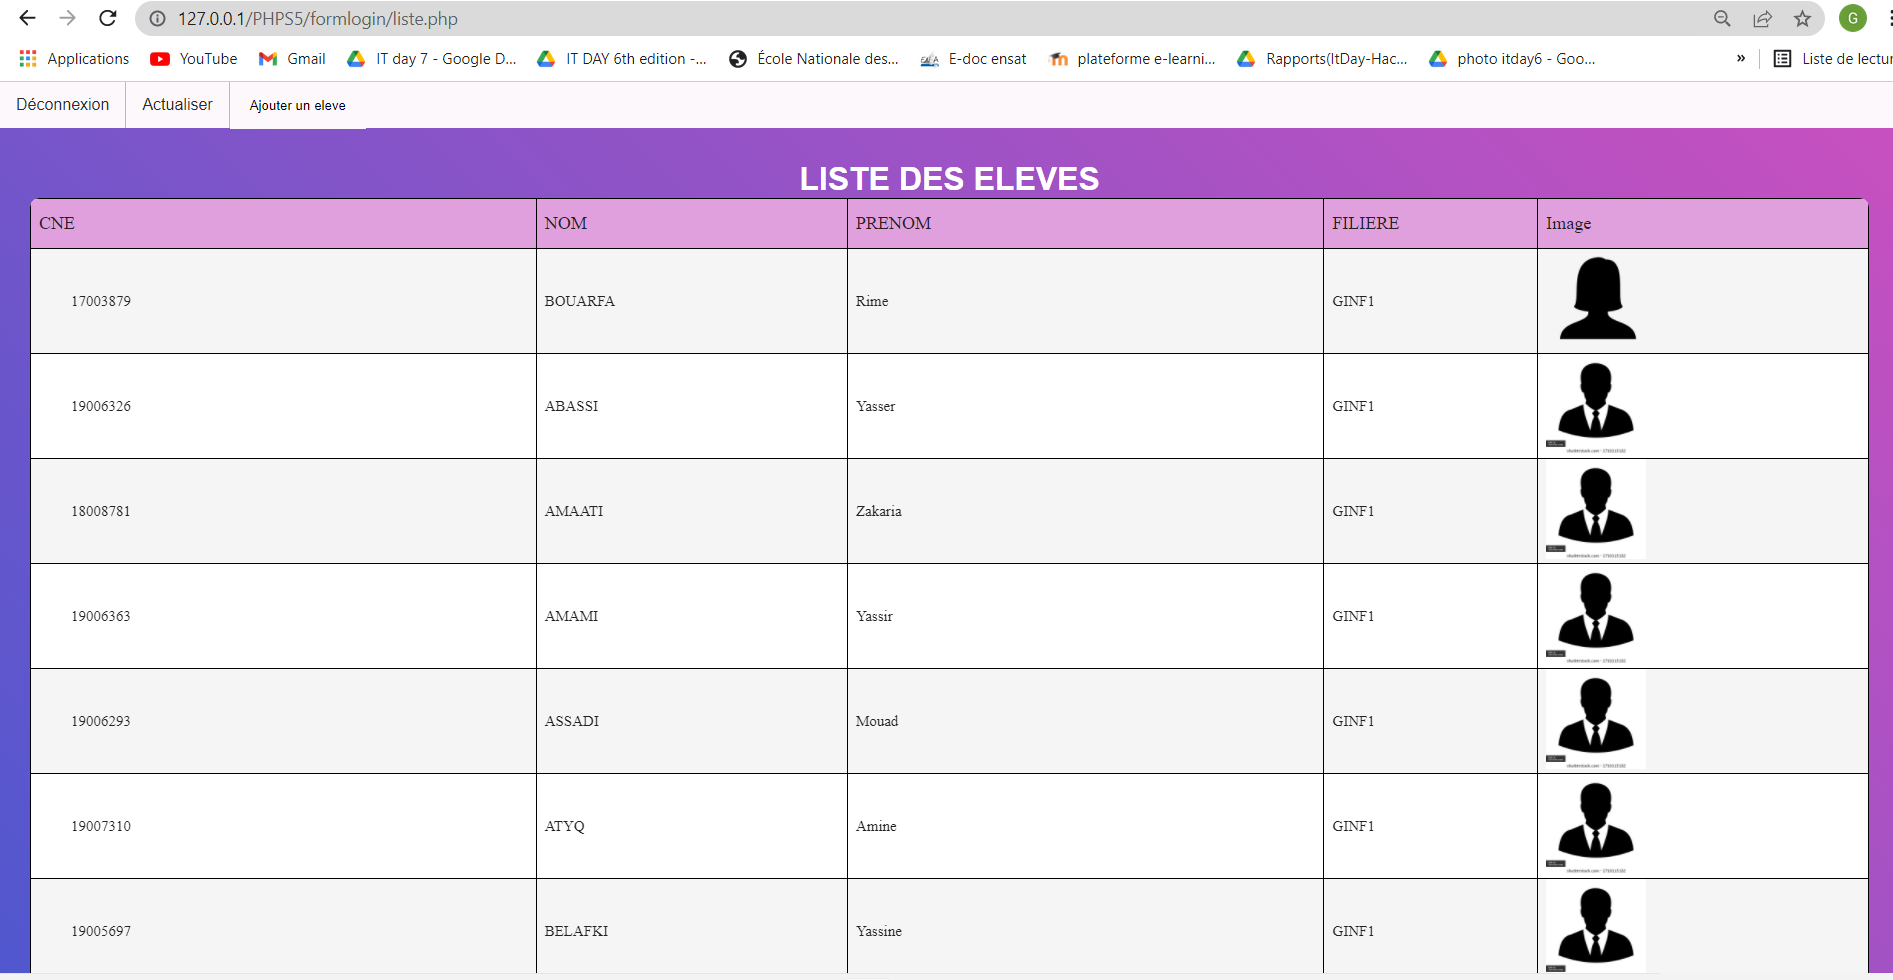 127.0.0.1/PHPS5/formlogin/liste.php
G
Applications YouTube Gmail IT day 7 - Google D... IT DAY 6th edition -... École Nationale des... E-doc ensat plateforme e-learni... Rapports(ItDay-Hac... photo itday6 - Goo... » Liste de lectur
Déconnexion Actualiser Ajouter un eleve
LISTE DES ELEVES
CNE NOM PRENOM FILIERE Image
17003879 BOUARFA Rime GINF1
19006326 ABASSI Yasser GINF1
18008781 AMAATI Zakaria GINF1
19006363 AMAMI Yassir GINF1
19006293 ASSADI Mouad GINF1
19007310 ATYQ Amine GINF1
19005697 BELAFKI Yassine GINF1